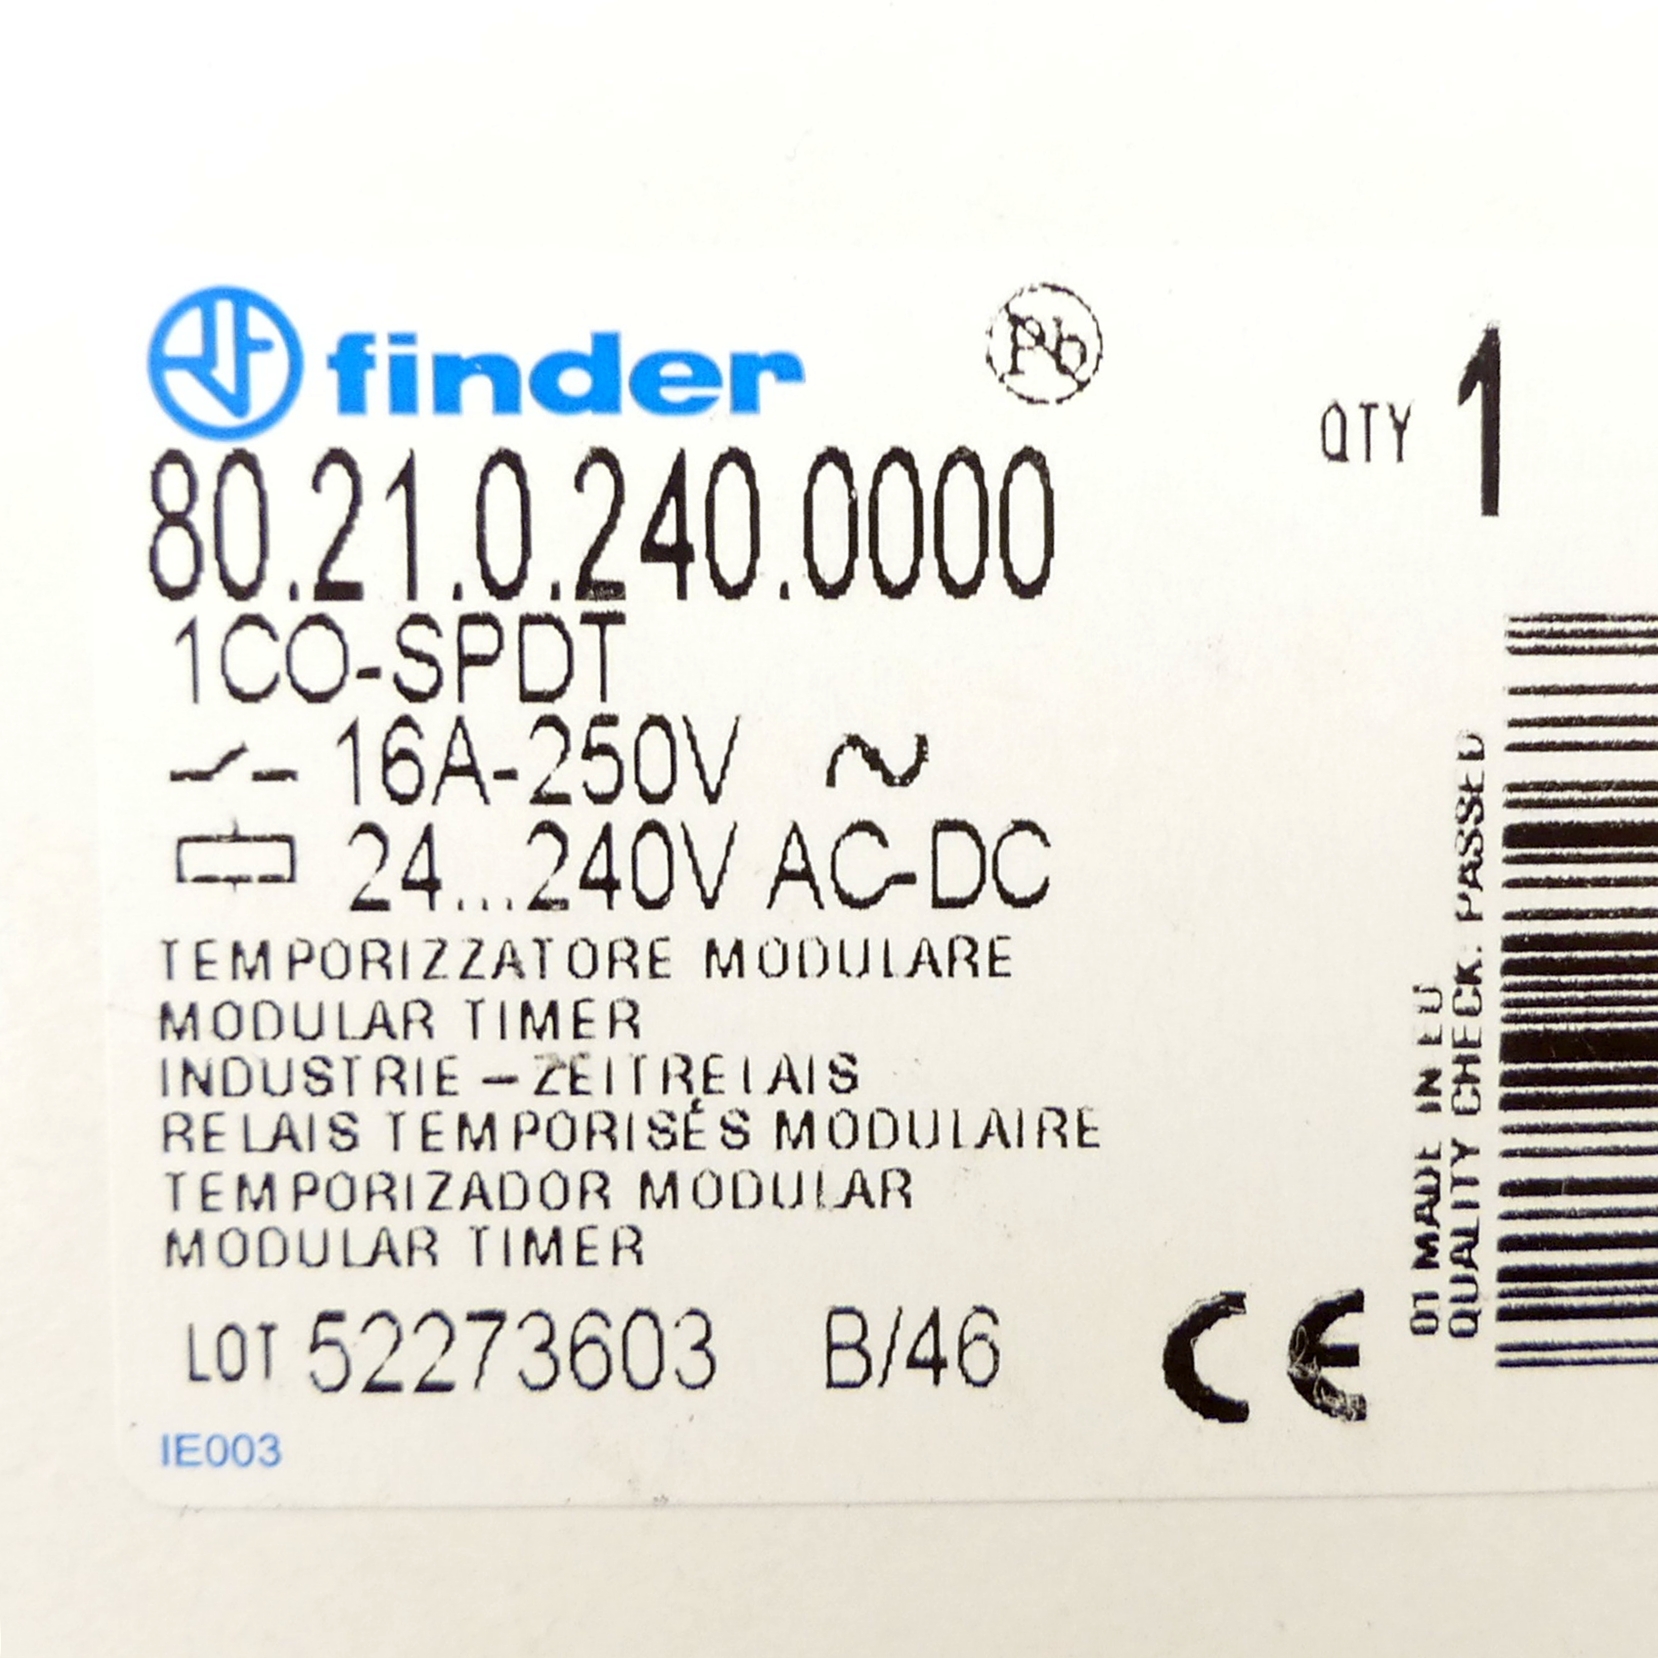 finder
Pb
QTY 1
80.21.0.240.0000
1CO-SPDT
16A-250V ~
24...240V AC-DC
TEMPORIZZATORE MODULARE
MODULAR TIMER
INDUSTRIE-ZEITRELAIS
RELAIS TEMPORISÉS MODULAIRE
TEMPORIZADOR MODULAR
MODULAR TIMER
LOT 52273603 B/46
CE
IE003
01 MADE IN EU
QUALITY CHECK. PASSED